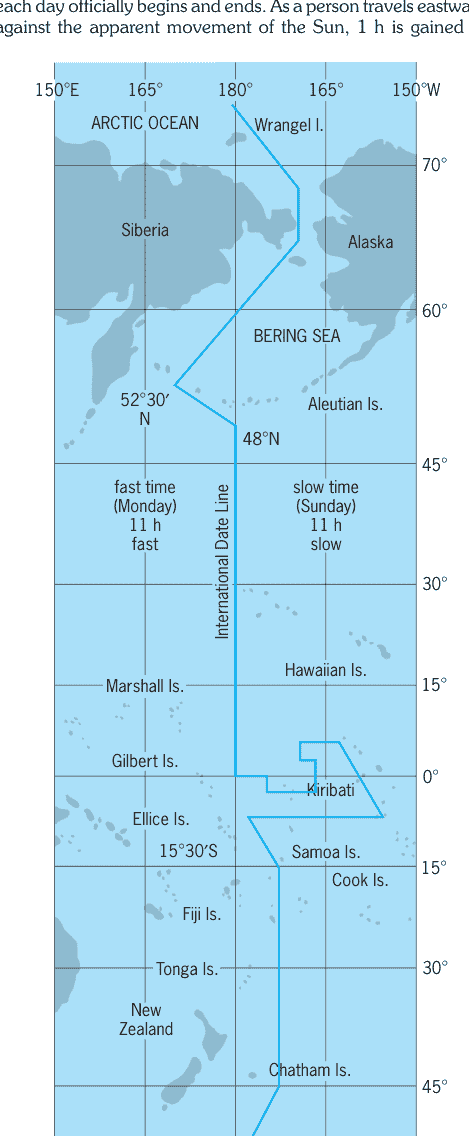 each day officially begins and ends. As a person travels eastwa
against the apparent movement of the Sun, 1 h is gained
150°E 165° 180° 165° 150°W
ARCTIC OCEAN
Wrangel I.
70°
Siberia
Alaska
60°
BERING SEA
52°30′
N
Aleutian Is.
48°N
45°
fast time
(Monday)
11 h
fast
slow time
(Sunday)
11 h
slow
International Date Line
30°
Hawaiian Is.
Marshall Is.
15°
Gilbert Is.
0°
Kiribati
Ellice Is.
15°30′S
Samoa Is.
15°
Cook Is.
Fiji Is.
Tonga Is.
30°
New
Zealand
Chatham Is.
45°